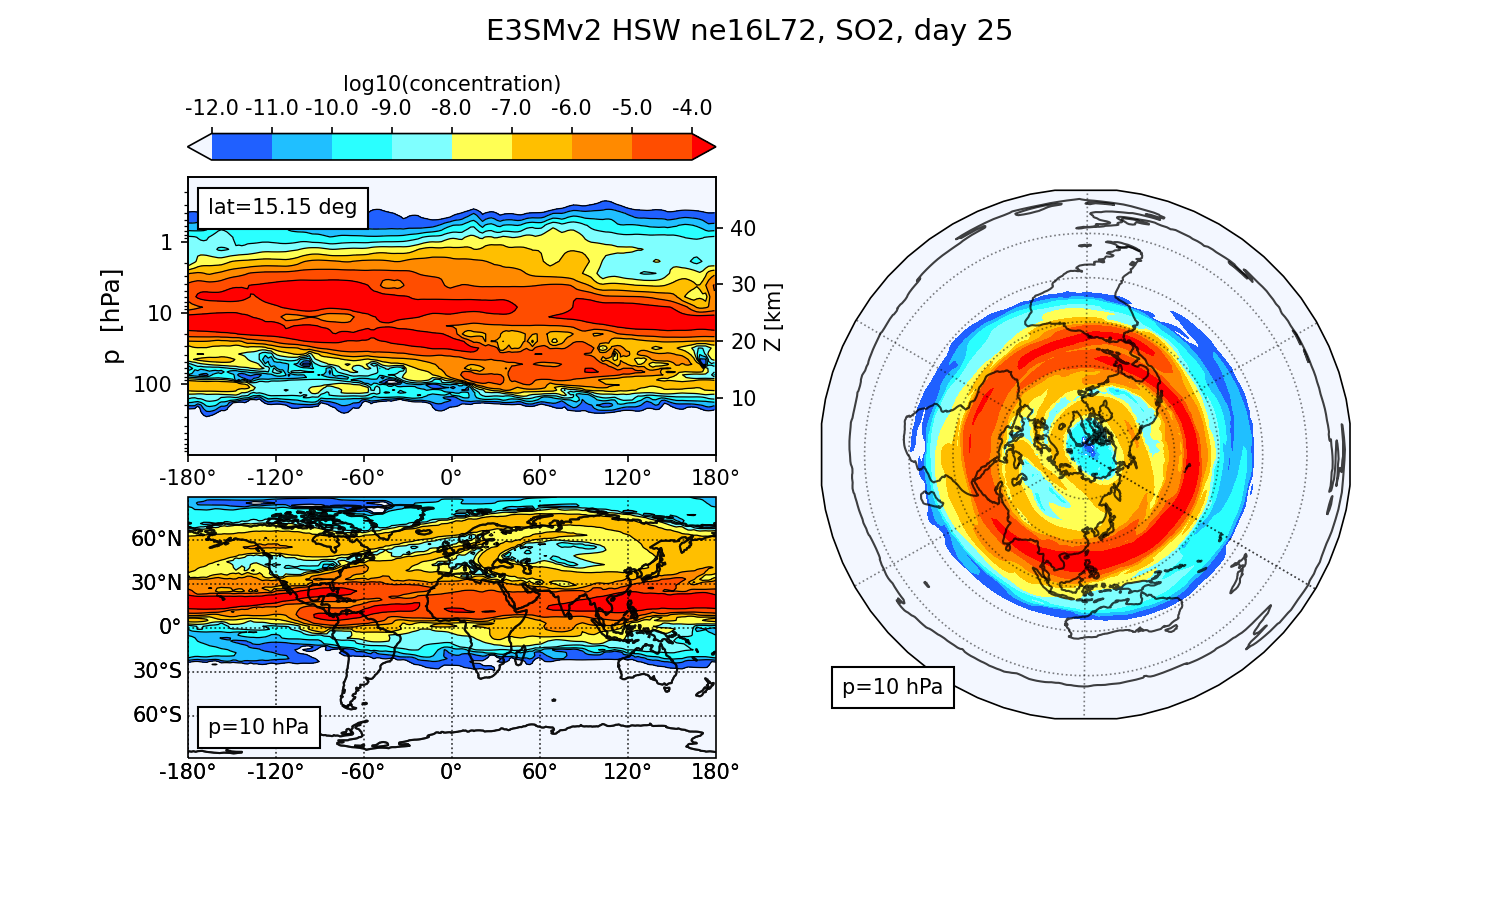 E3SMv2 HSW ne16L72, SO2, day 25
log10(concentration)
-12.0 -11.0 -10.0 -9.0 -8.0 -7.0 -6.0 -5.0 -4.0
lat=15.15 deg
p [hPa]
1
10
100
40
30
20
10
Z [km]
-180° -120° -60° 0° 60° 120° 180°
60°N
30°N
0°
30°S
60°S
p=10 hPa
-180° -120° -60° 0° 60° 120° 180°
p=10 hPa